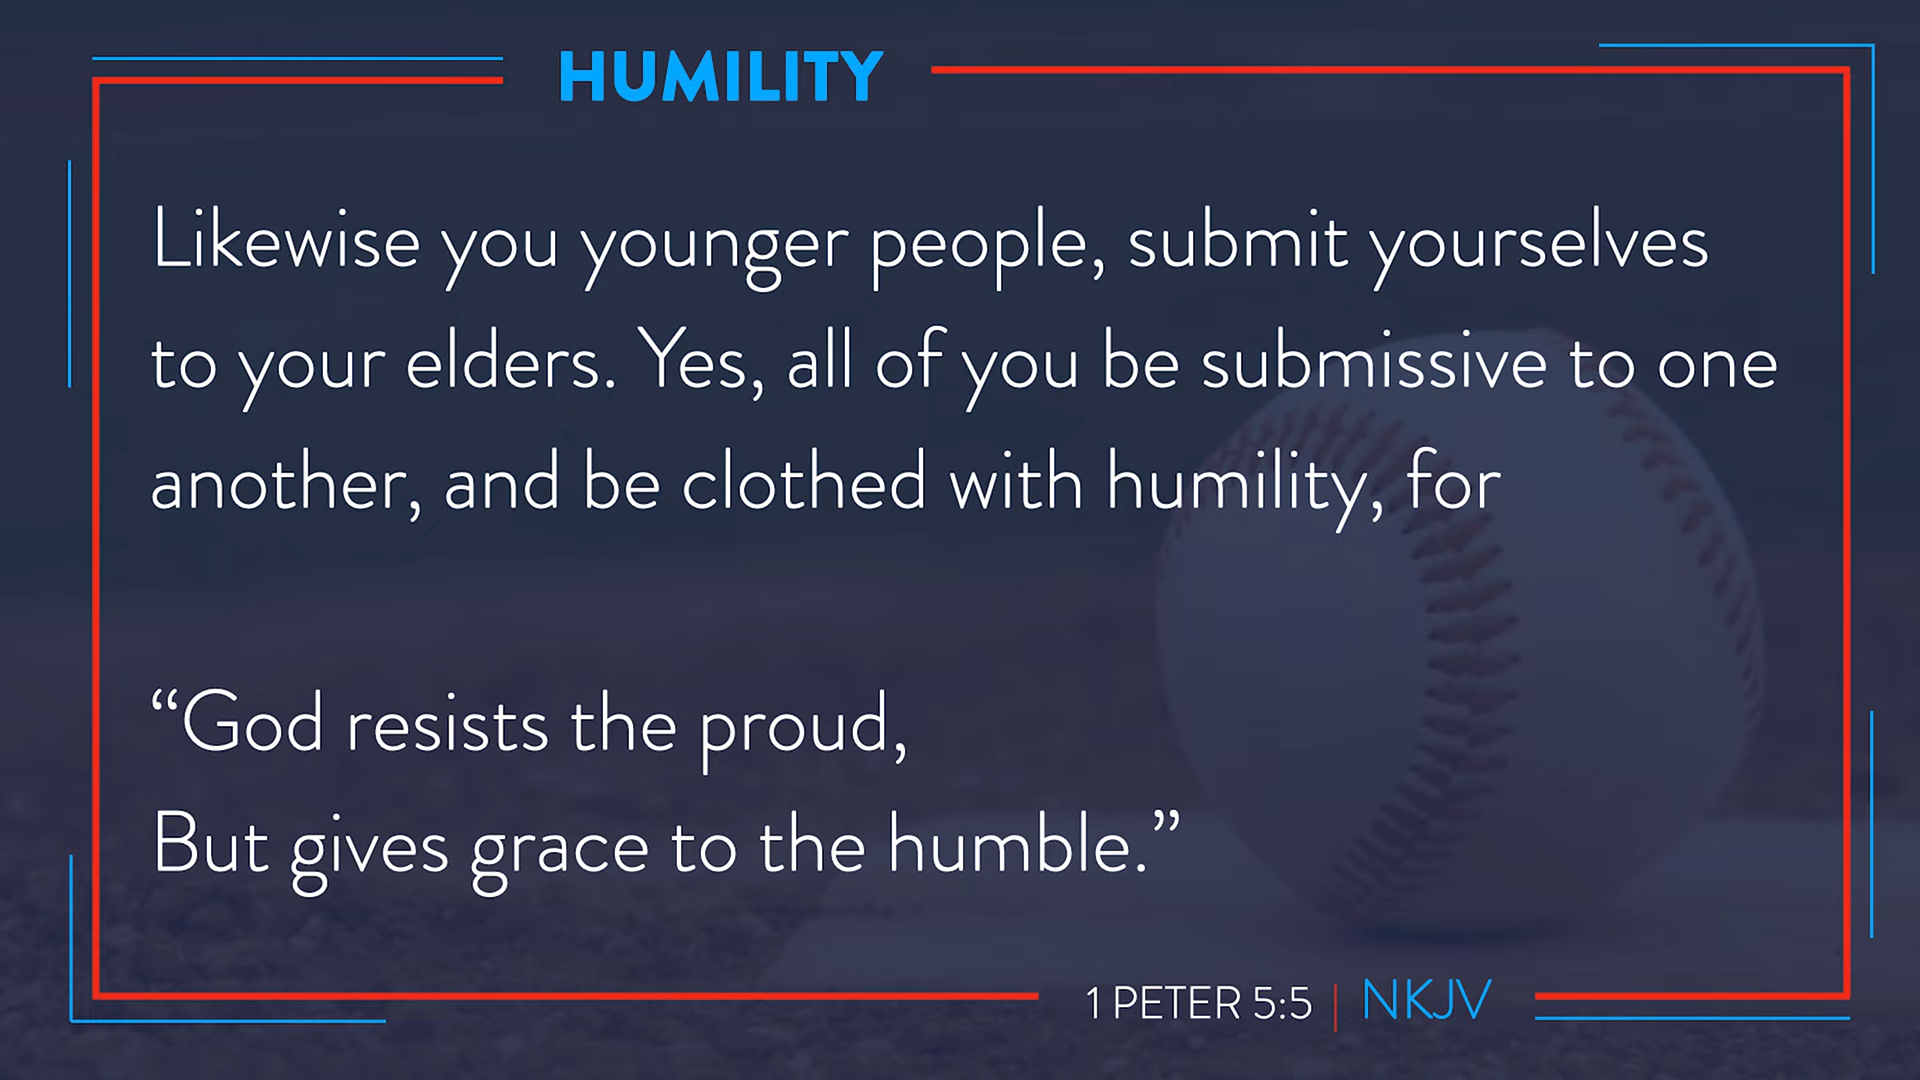 HUMILITY
Likewise you younger people, submit yourselves
to your elders. Yes, all of you be submissive to one
another, and be clothed with humility, for
“God resists the proud,
But gives grace to the humble.”
1 PETER 5:5 | NKJV